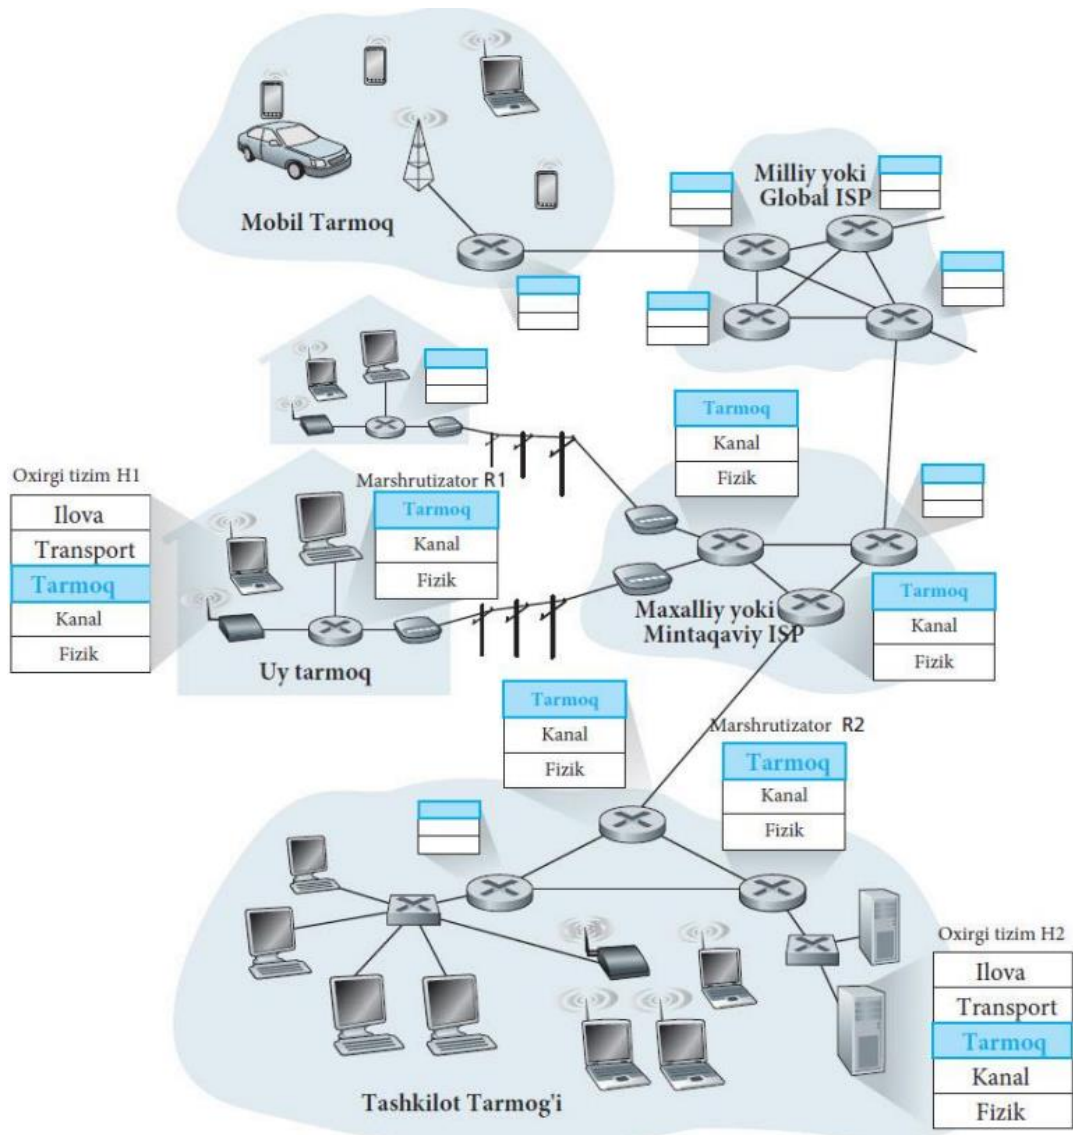 Milliy yoki
Global ISP
Mobil Tarmoq
Tarmoq
Kanal
Fizik
Oxirgi tizim H1
Ilova
Transport
Tarmoq
Kanal
Fizik
Marshrutizator R1
Tarmoq
Kanal
Fizik
Uy tarmoq
Maxalliy yoki
Mintaqaviy ISP
Tarmoq
Kanal
Fizik
Tarmoq
Kanal
Fizik
Marshrutizator R2
Tarmoq
Kanal
Fizik
Oxirgi tizim H2
Ilova
Transport
Tarmoq
Kanal
Fizik
Tashkilot Tarmog'i